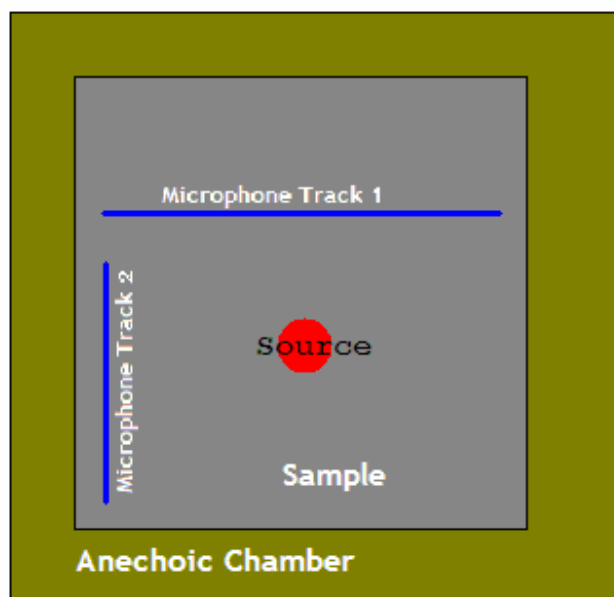 Microphone Track 1
Microphone Track 2
Source
Sample
Anechoic Chamber